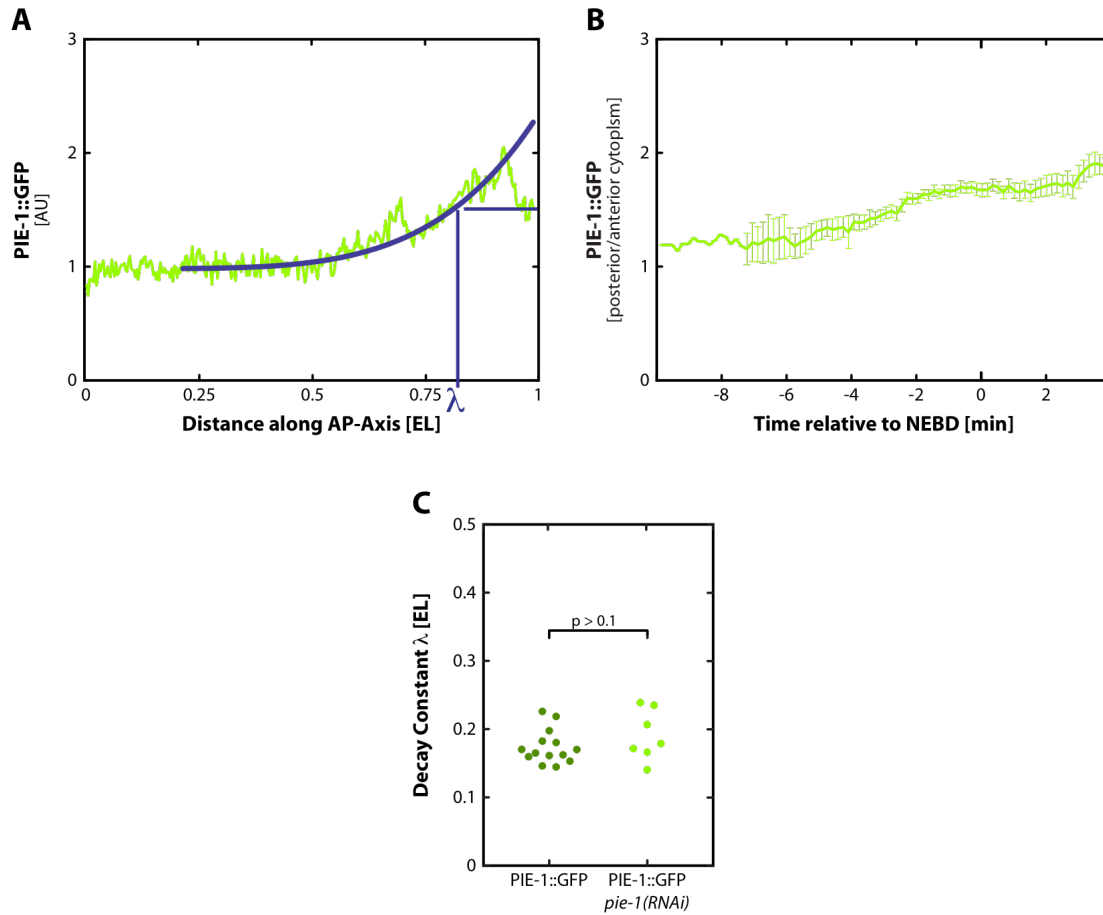 A
3
2
1
0
PIE-1::GFP
[AU]
0
0.25
0.5
0.75
λ
1
Distance along AP-Axis [EL]
B
3
2
1
0
PIE-1::GFP
[posterior/anterior cytoplsm]
-8
-6
-4
-2
0
2
Time relative to NEBD [min]
C
0.5
0.4
0.3
0.2
0.1
0
Decay Constant λ [EL]
p > 0.1
PIE-1::GFP
PIE-1::GFP
pie-1(RNAi)